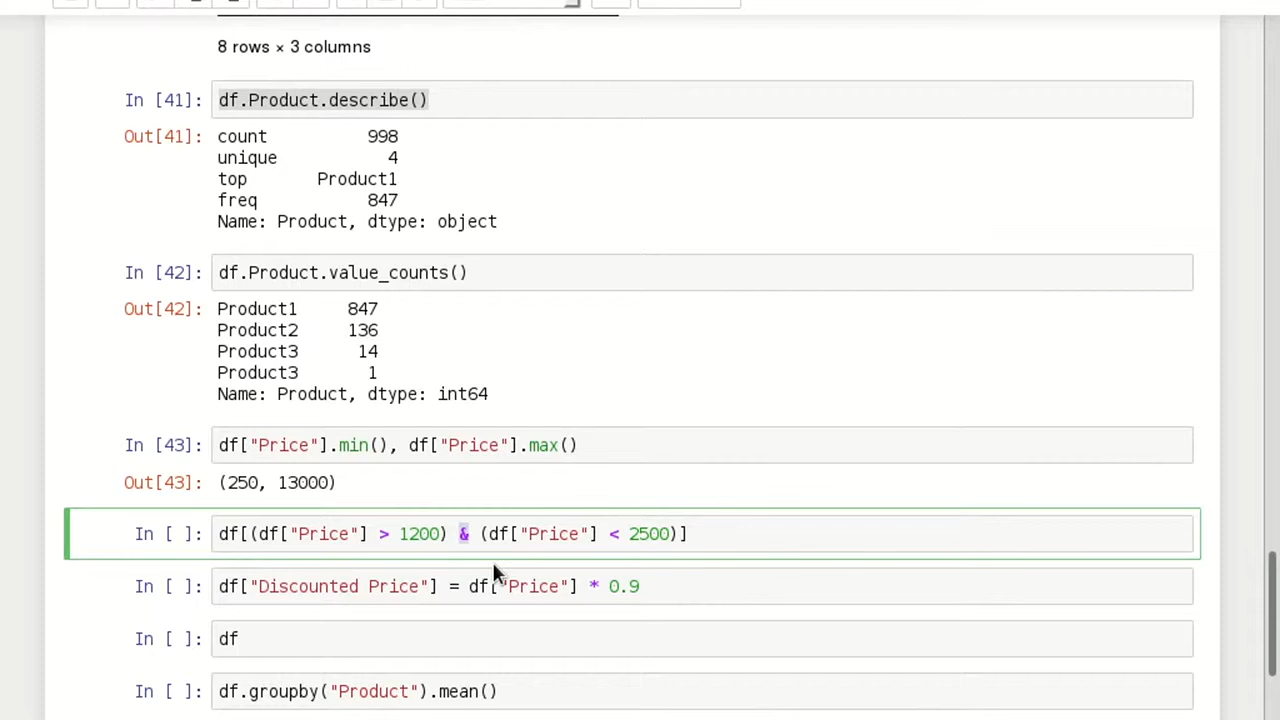 8 rows × 3 columns
In [41]: df.Product.describe()
Out[41]: count 998
unique 4
top Product1
freq 847
Name: Product, dtype: object
In [42]: df.Product.value_counts()
Out[42]: Product1 847
Product2 136
Product3 14
Product3 1
Name: Product, dtype: int64
In [43]: df["Price"].min(), df["Price"].max()
Out[43]: (250, 13000)
In [ ]: df[(df["Price"] > 1200) & (df["Price"] < 2500)]
In [ ]: df["Discounted Price"] = df["Price"] * 0.9
In [ ]: df
In [ ]: df.groupby("Product").mean()